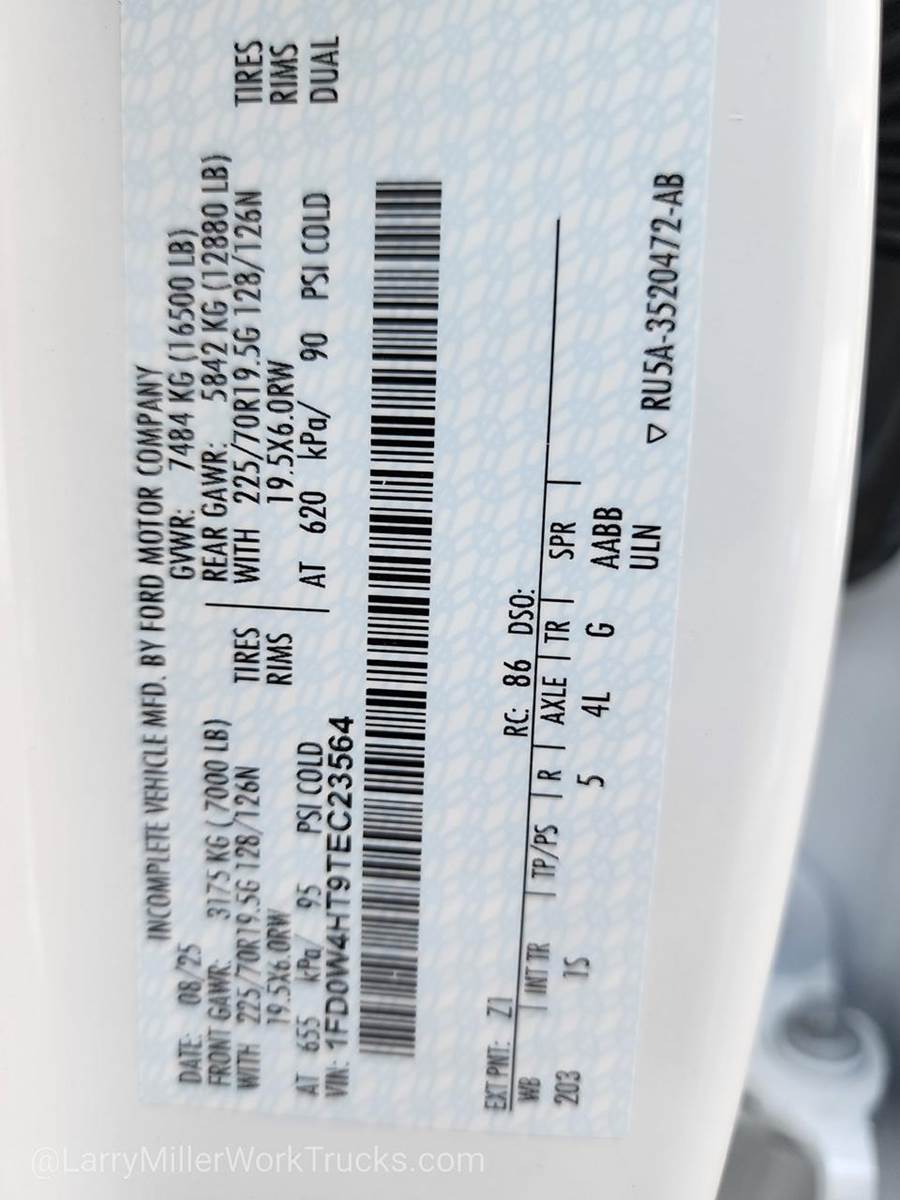 INCOMPLETE VEHICLE MFD. BY FORD MOTOR COMPANY
DATE: 08/25 GVWR: 7484 KG (16500 LB)
FRONT GAWR: 3175 KG (7000 LB) REAR GAWR: 5842 KG (12880 LB)
WITH 225/70R19.5G 128/126N TIRES WITH 225/70R19.5G 128/126N TIRES
19.5X6.0RW RIMS 19.5X6.0RW RIMS
AT 655 kPa/ 95 PSI COLD AT 620 kPa/ 90 PSI COLD DUAL
VIN: 1FD0W4HT9TEC23564
EXT PNT: Z1 RC: 86 DSO:
WB INT TR TP/PS R AXLE TR SPR
203 1S 5 4L G AABB
ULN
▽ RU5A-3520472-AB
@LarryMillerWorkTrucks.com